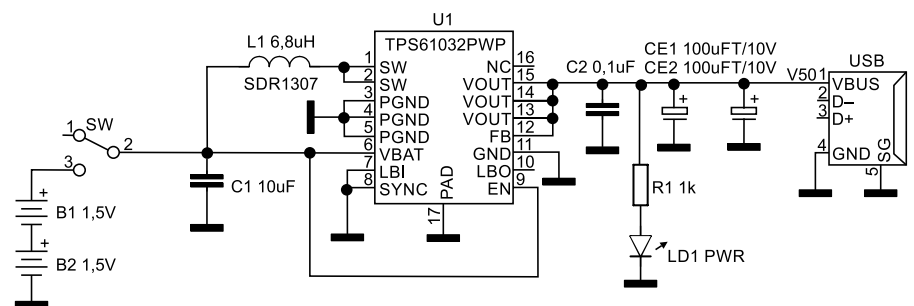 U1
TPS61032PWP
L1 6,8uH
SDR1307
1 SW NC 16
2 SW VOUT 15
3 PGND VOUT 14
4 PGND VOUT 13
5 PGND FB 12
6 VBAT GND 11
7 LBI LBO 10
8 SYNC EN 9
PAD
17
C2 0,1uF
CE1 100uFT/10V
CE2 100uFT/10V
+
+
USB
V501
VBUS
2 D−
3 D+
4 GND
SG
5
1 SW
2
3
C1 10uF
R1 1k
LD1 PWR
+
B1 1,5V
+
B2 1,5V